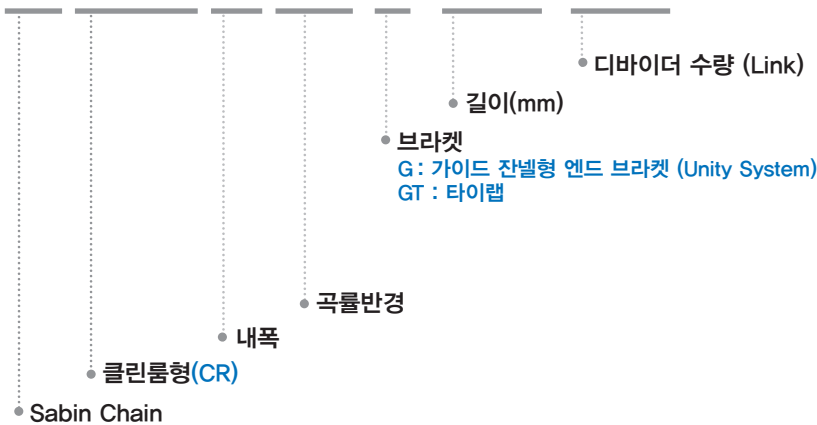 디바이더 수량 (Link)
길이(mm)
브라켓
G : 가이드 잔넬형 엔드 브라켓 (Unity System)
GT : 타이랩
곡률반경
내폭
클린룸형(CR)
Sabin Chain